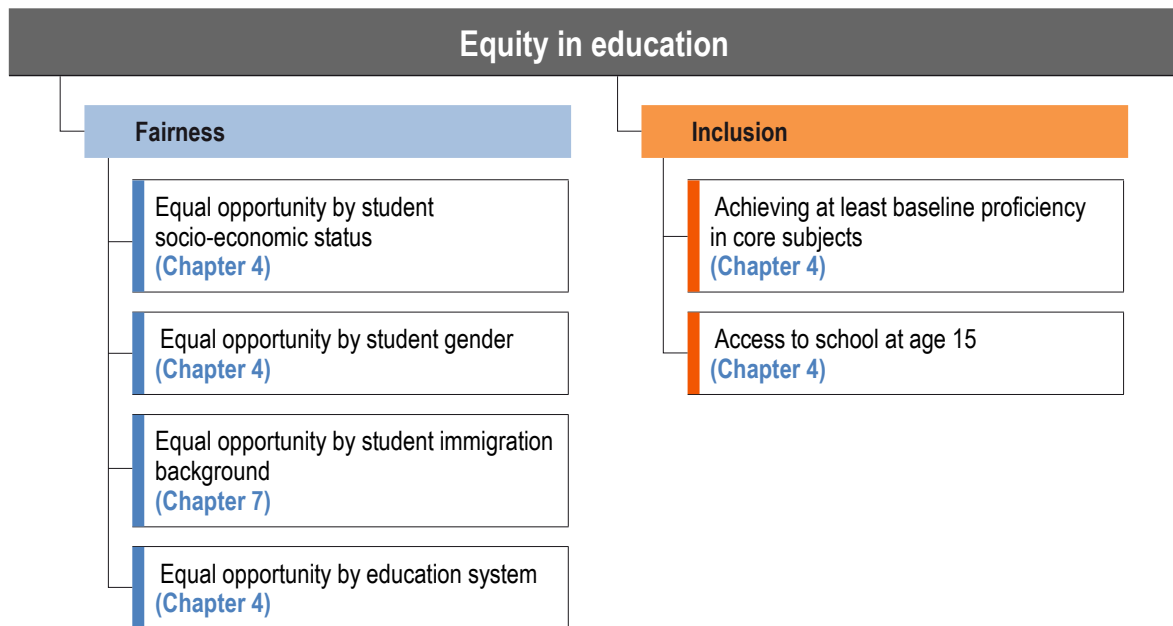 Equity in education
Fairness
Equal opportunity by student
socio-economic status
(Chapter 4)
Equal opportunity by student gender
(Chapter 4)
Equal opportunity by student immigration
background
(Chapter 7)
Equal opportunity by education system
(Chapter 4)
Inclusion
Achieving at least baseline proficiency
in core subjects
(Chapter 4)
Access to school at age 15
(Chapter 4)